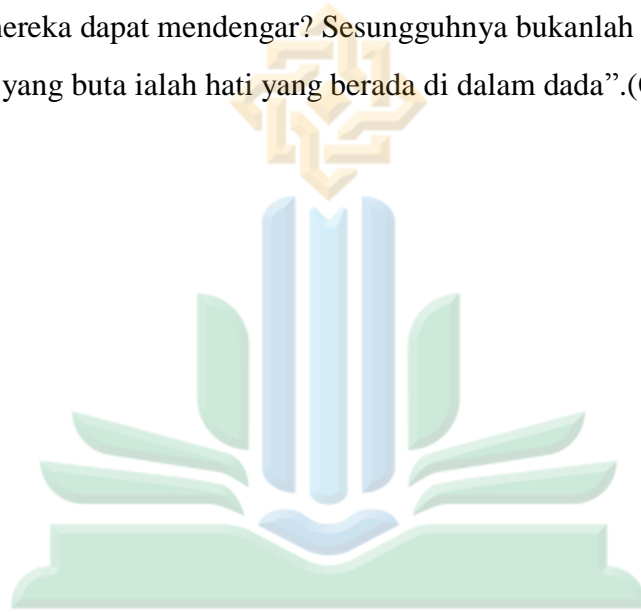 mereka dapat mendengar? Sesungguhnya bukanlah
yang buta ialah hati yang berada di dalam dada”.(